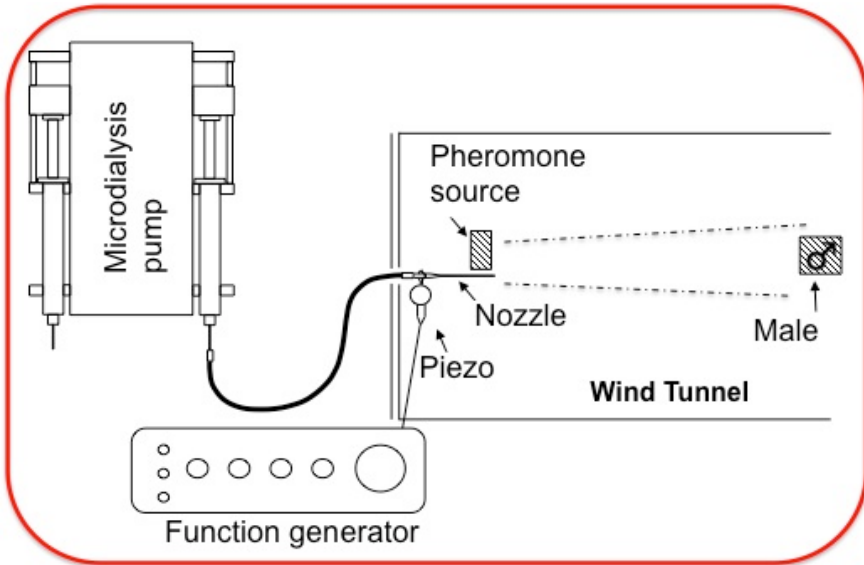 Microdialysis
pump
Pheromone
source
Nozzle
Piezo
Male
Wind Tunnel
Function generator